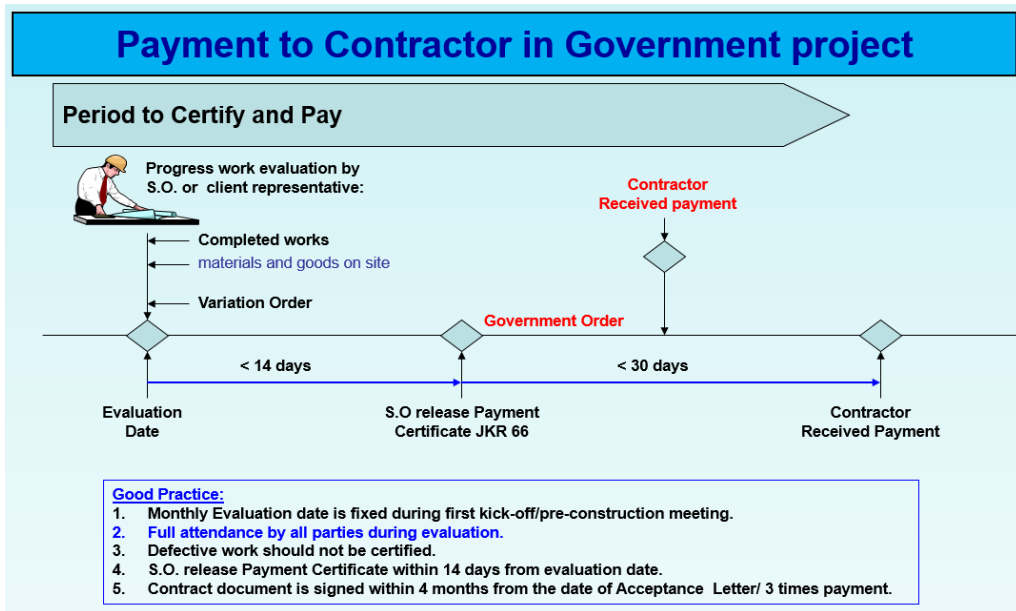 Payment to Contractor in Government project
Period to Certify and Pay
Progress work evaluation by
S.O. or client representative:
Contractor
Received payment
Completed works
materials and goods on site
Variation Order
Government Order
< 14 days
< 30 days
Evaluation
Date
S.O release Payment
Certificate JKR 66
Contractor
Received Payment
Good Practice:
1. Monthly Evaluation date is fixed during first kick-off/pre-construction meeting.
2. Full attendance by all parties during evaluation.
3. Defective work should not be certified.
4. S.O. release Payment Certificate within 14 days from evaluation date.
5. Contract document is signed within 4 months from the date of Acceptance Letter/ 3 times payment.